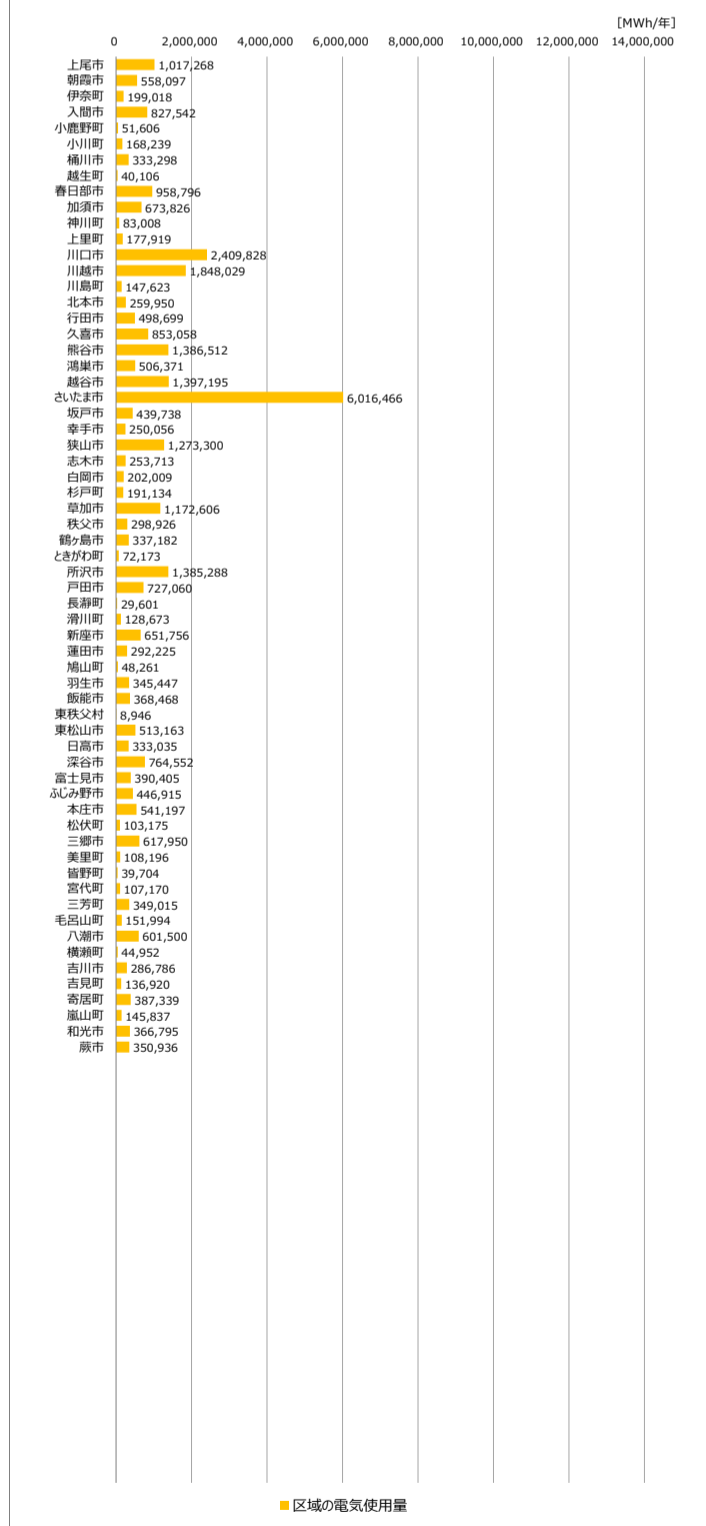 [MWh/年]
0 2,000,000 4,000,000 6,000,000 8,000,000 10,000,000 12,000,000 14,000,000
上尾市 1,017,268
朝霞市 558,097
伊奈町 199,018
入間市 827,542
小鹿野町 51,606
小川町 168,239
桶川市 333,298
越生町 40,106
春日部市 958,796
加須市 673,826
神川町 83,008
上里町 177,919
川口市 2,409,828
川越市 1,848,029
川島町 147,623
北本市 259,950
行田市 498,699
久喜市 853,058
熊谷市 1,386,512
鴻巣市 506,371
越谷市 1,397,195
さいたま市 6,016,466
坂戸市 439,738
幸手市 250,056
狭山市 1,273,300
志木市 253,713
白岡市 202,009
杉戸町 191,134
草加市 1,172,606
秩父市 298,926
鶴ヶ島市 337,182
ときがわ町 72,173
所沢市 1,385,288
戸田市 727,060
長瀞町 29,601
滑川町 128,673
新座市 651,756
蓮田市 292,225
鳩山町 48,261
羽生市 345,447
飯能市 368,468
東秩父村 8,946
東松山市 513,163
日高市 333,035
深谷市 764,552
富士見市 390,405
ふじみ野市 446,915
本庄市 541,197
松伏町 103,175
三郷市 617,950
美里町 108,196
皆野町 39,704
宮代町 107,170
三芳町 349,015
毛呂山町 151,994
八潮市 601,500
横瀬町 44,952
吉川市 286,786
吉見町 136,920
寄居町 387,339
嵐山町 145,837
和光市 366,795
蕨市 350,936
区域の電気使用量